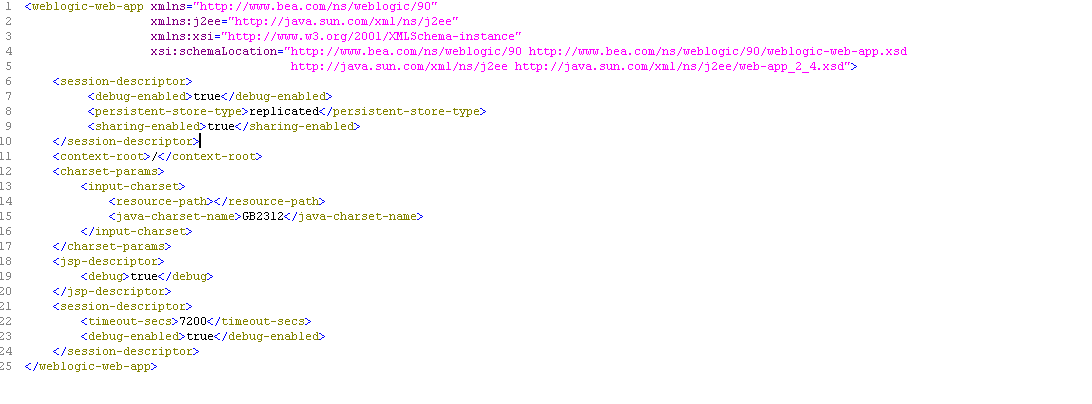 1 <weblogic-web-app xmlns="http://www.bea.com/ns/weblogic/90"
2 xmlns:j2ee="http://java.sun.com/xml/ns/j2ee"
3 xmlns:xsi="http://www.w3.org/2001/XMLSchema-instance"
4 xsi:schemaLocation="http://www.bea.com/ns/weblogic/90 http://www.bea.com/ns/weblogic/90/weblogic-web-app.xsd
5 http://java.sun.com/xml/ns/j2ee http://java.sun.com/xml/ns/j2ee/web-app_2_4.xsd">
6 <session-descriptor>
7 <debug-enabled>true</debug-enabled>
8 <persistent-store-type>replicated</persistent-store-type>
9 <sharing-enabled>true</sharing-enabled>
10 </session-descriptor>
11 <context-root>/</context-root>
12 <charset-params>
13 <input-charset>
14 <resource-path></resource-path>
15 <java-charset-name>GB2312</java-charset-name>
16 </input-charset>
17 </charset-params>
18 <jsp-descriptor>
19 <debug>true</debug>
20 </jsp-descriptor>
21 <session-descriptor>
22 <timeout-secs>7200</timeout-secs>
23 <debug-enabled>true</debug-enabled>
24 </session-descriptor>
25 </weblogic-web-app>